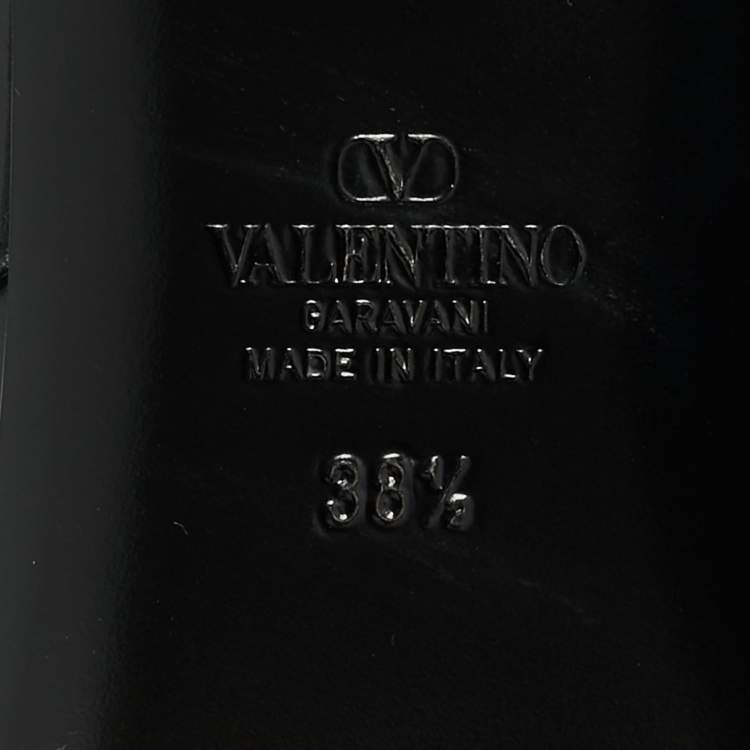 VALENTINO
GARAVANI
MADE IN ITALY
38½